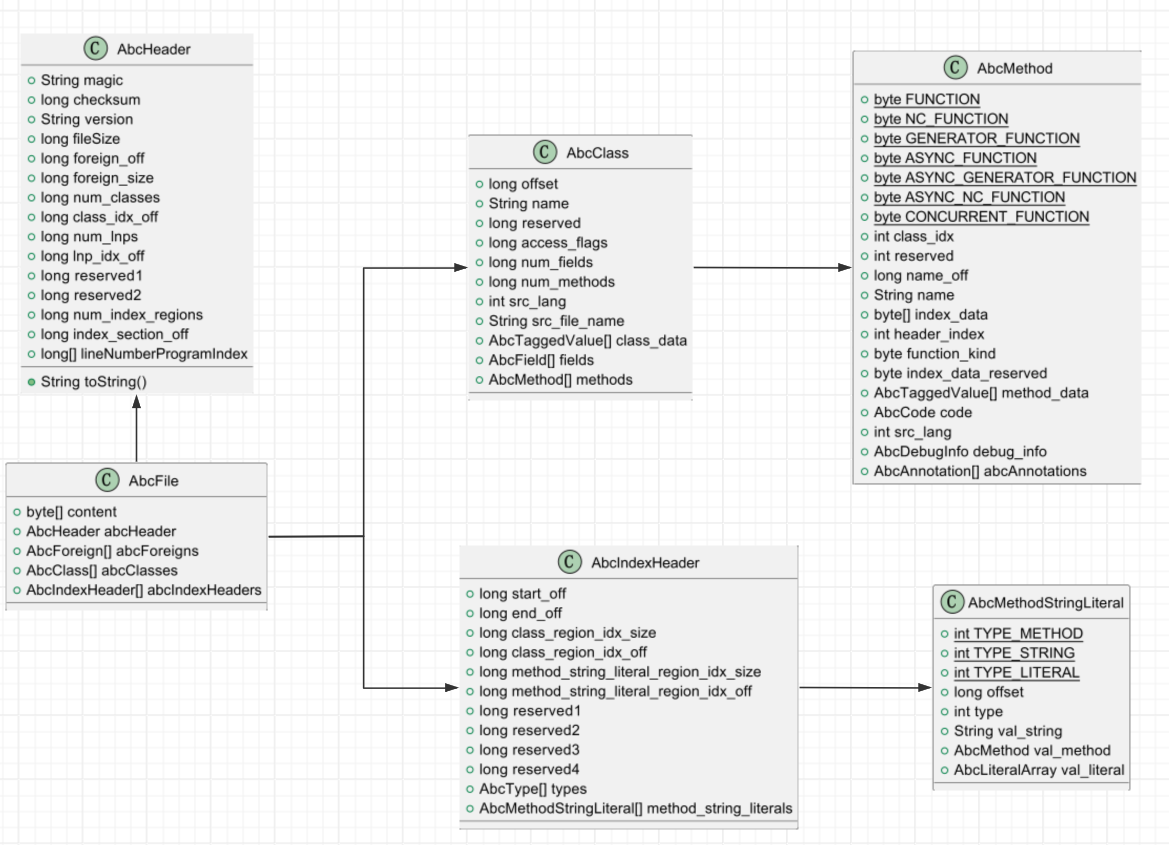 C AbcHeader
String magic
long checksum
String version
long fileSize
long foreign_off
long foreign_size
long num_classes
long class_idx_off
long num_lnps
long lnp_idx_off
long reserved1
long reserved2
long num_index_regions
long index_section_off
long[] lineNumberProgramIndex
String toString()
C AbcFile
byte[] content
AbcHeader abcHeader
AbcForeign[] abcForeigns
AbcClass[] abcClasses
AbcIndexHeader[] abcIndexHeaders
C AbcClass
long offset
String name
long reserved
long access_flags
long num_fields
long num_methods
int src_lang
String src_file_name
AbcTaggedValue[] class_data
AbcField[] fields
AbcMethod[] methods
C AbcIndexHeader
long start_off
long end_off
long class_region_idx_size
long class_region_idx_off
long method_string_literal_region_idx_size
long method_string_literal_region_idx_off
long reserved1
long reserved2
long reserved3
long reserved4
AbcType[] types
AbcMethodStringLiteral[] method_string_literals
C AbcMethod
byte FUNCTION
byte NC_FUNCTION
byte GENERATOR_FUNCTION
byte ASYNC_FUNCTION
byte ASYNC_GENERATOR_FUNCTION
byte ASYNC_NC_FUNCTION
byte CONCURRENT_FUNCTION
int class_idx
int reserved
long name_off
String name
byte[] index_data
int header_index
byte function_kind
byte index_data_reserved
AbcTaggedValue[] method_data
AbcCode code
int src_lang
AbcDebugInfo debug_info
AbcAnnotation[] abcAnnotations
C AbcMethodStringLiteral
int TYPE_METHOD
int TYPE_STRING
int TYPE_LITERAL
long offset
int type
String val_string
AbcMethod val_method
AbcLiteralArray val_literal